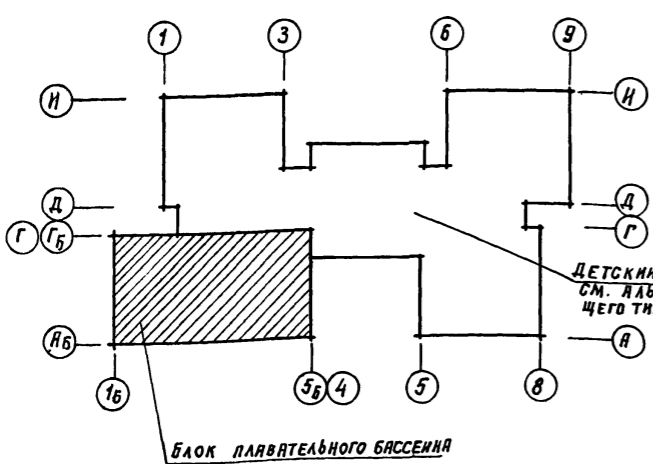 1 3 6 9
И И
Д Д
Г Гб Г
ДЕТСКИ
СМ. АЛЬ
ЩЕГО ТИ
Аб А
1б 5б 4 5 8
БЛОК ПЛАВАТЕЛЬНОГО БАССЕЙНА